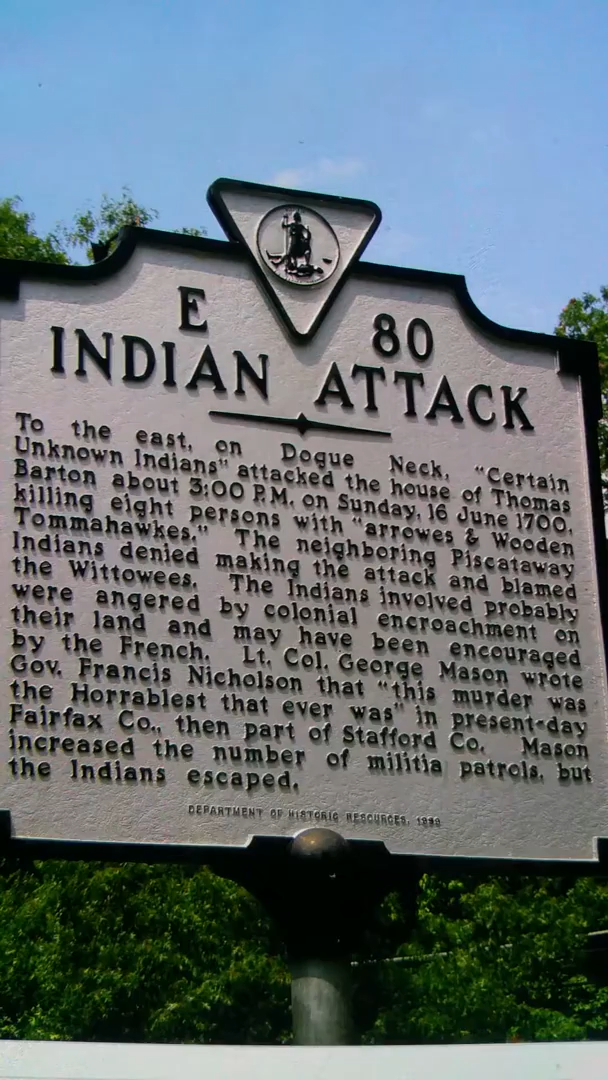 E 80
INDIAN ATTACK
To the east, on Dogue Neck, "Certain
Unknown Indians" attacked the house of Thomas
Barton about 3:00 P.M. on Sunday, 16 June 1700,
killing eight persons with "arrowes & Wooden
Tommahawkes." The neighboring Piscataway
Indians denied making the attack and blamed
the Wittowees. The Indians involved probably
were angered by colonial encroachment on
their land and may have been encouraged
by the French. Lt. Col. George Mason wrote
Gov. Francis Nicholson that "this murder was
the Horrablest that ever was" in present-day
Fairfax Co., then part of Stafford Co. Mason
increased the number of militia patrols, but
the Indians escaped.
DEPARTMENT OF HISTORIC RESOURCES, 1999